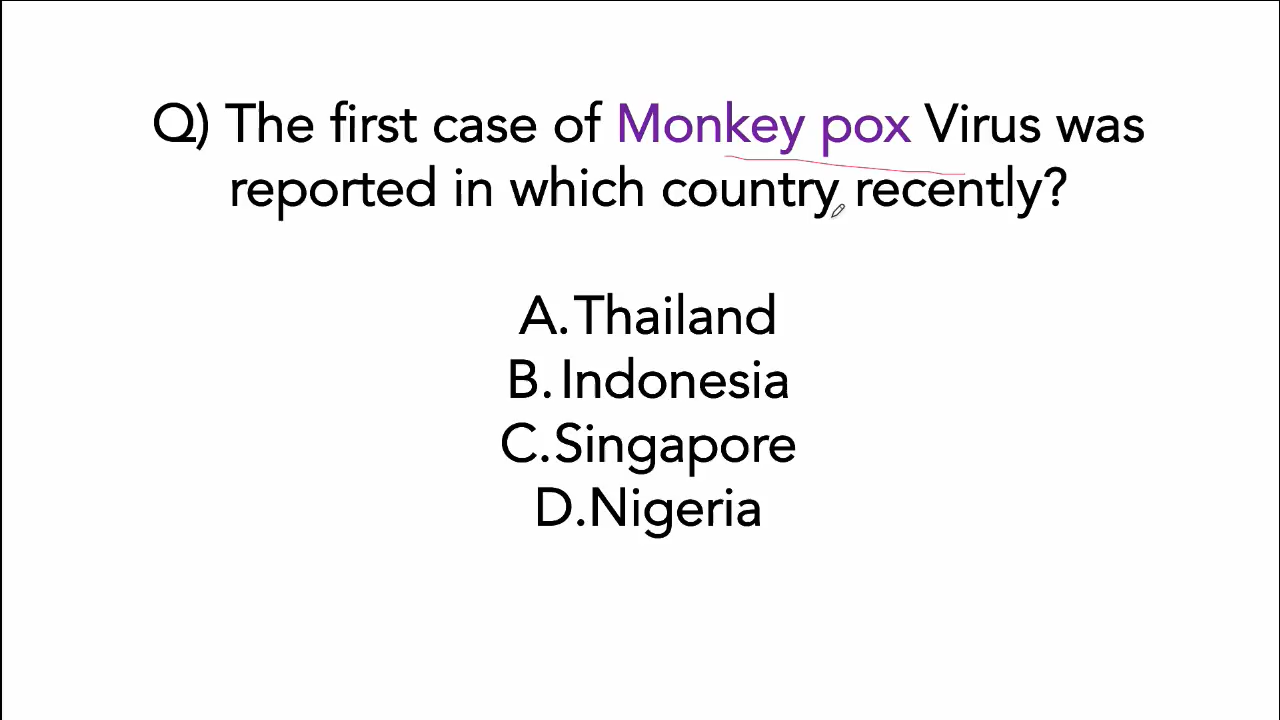 Q) The first case of Monkey pox Virus was
reported in which country recently?
A. Thailand
B. Indonesia
C. Singapore
D. Nigeria